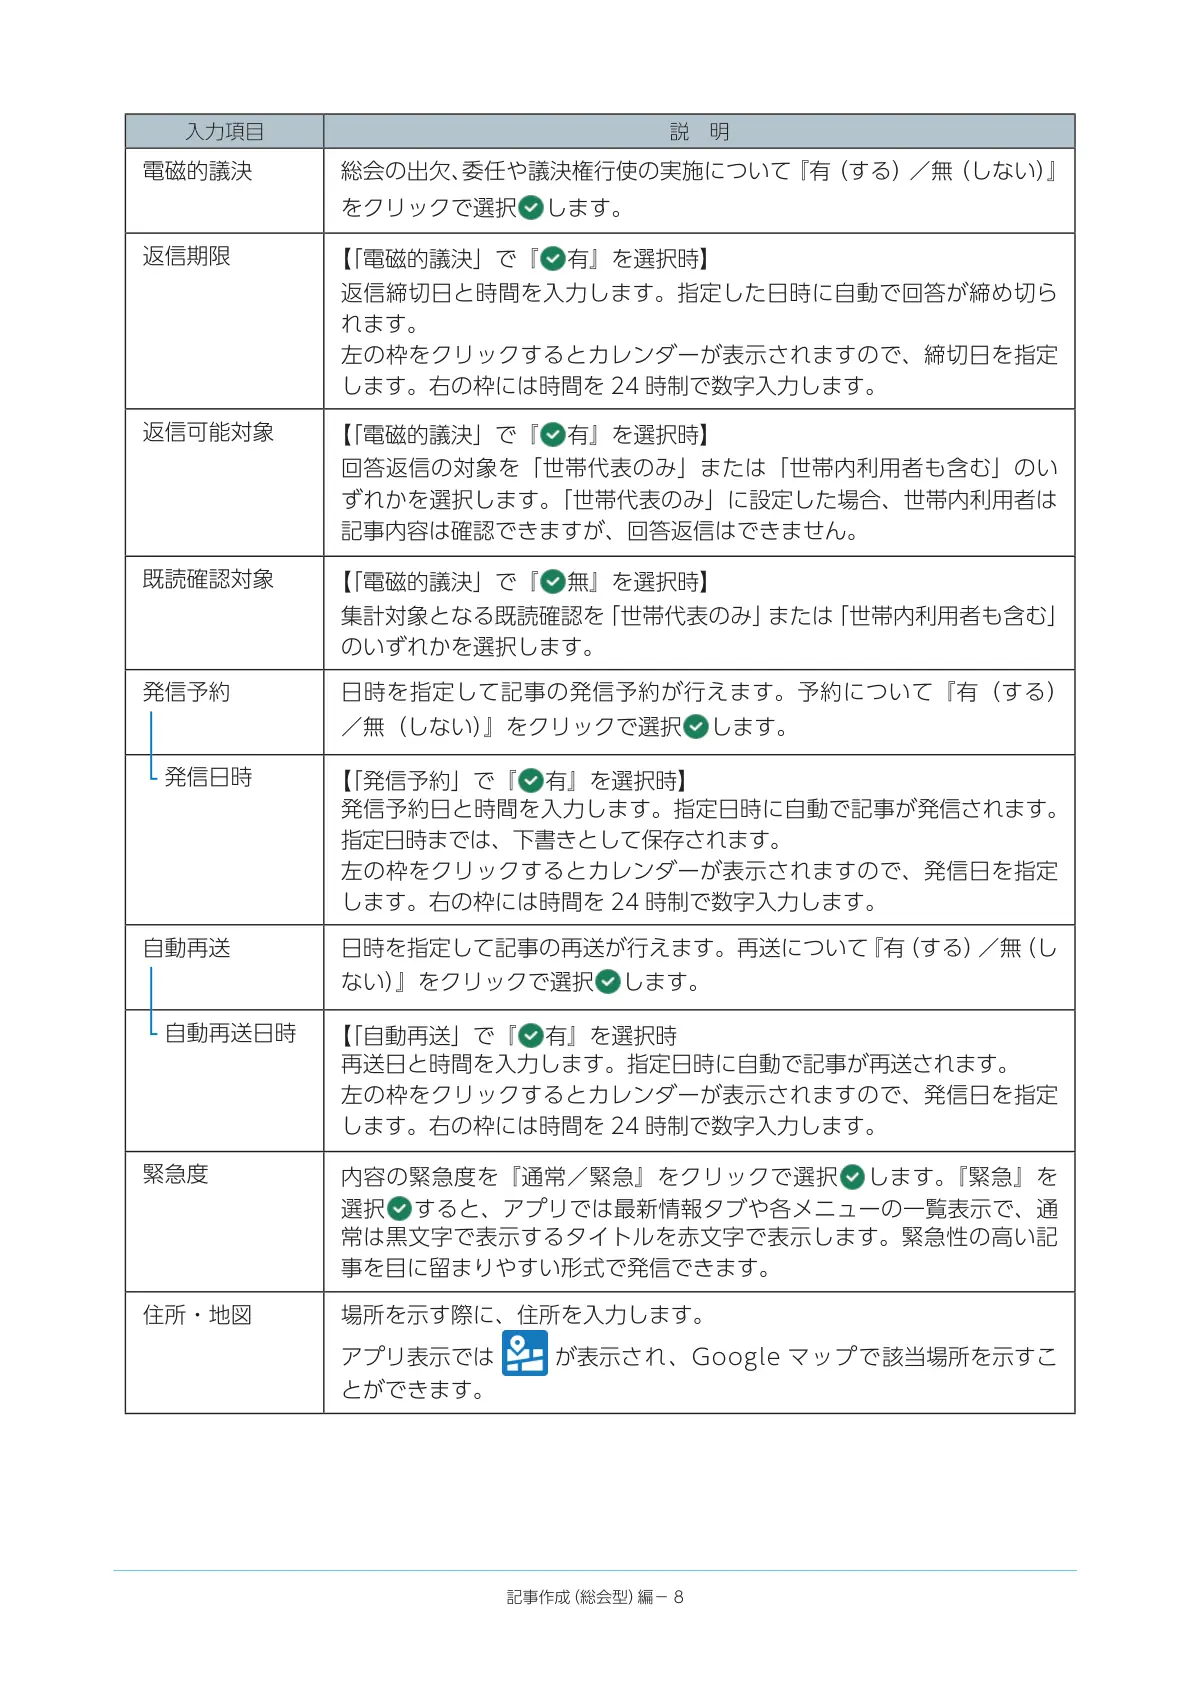 入力項目
説　明
電磁的議決
総会の出欠、委任や議決権行使の実施について『有（する）／無（しない）』
をクリックで選択します。
返信期限
【「電磁的議決」で『有』を選択時】
返信締切日と時間を入力します。指定した日時に自動で回答が締め切ら
れます。
左の枠をクリックするとカレンダーが表示されますので、締切日を指定
します。右の枠には時間を 24 時制で数字入力します。
返信可能対象
【「電磁的議決」で『有』を選択時】
回答返信の対象を「世帯代表のみ」または「世帯内利用者も含む」のい
ずれかを選択します。「世帯代表のみ」に設定した場合、世帯内利用者は
記事内容は確認できますが、回答返信はできません。
既読確認対象
【「電磁的議決」で『無』を選択時】
集計対象となる既読確認を「世帯代表のみ」または「世帯内利用者も含む」
のいずれかを選択します。
発信予約
日時を指定して記事の発信予約が行えます。予約について『有（する）
／無（しない）』をクリックで選択します。
発信日時
【「発信予約」で『有』を選択時】
発信予約日と時間を入力します。指定日時に自動で記事が発信されます。
指定日時までは、下書きとして保存されます。
左の枠をクリックするとカレンダーが表示されますので、発信日を指定
します。右の枠には時間を 24 時制で数字入力します。
自動再送
日時を指定して記事の再送が行えます。再送について『有（する）／無（し
ない）』をクリックで選択します。
自動再送日時
【「自動再送」で『有』を選択時
再送日と時間を入力します。指定日時に自動で記事が再送されます。
左の枠をクリックするとカレンダーが表示されますので、発信日を指定
します。右の枠には時間を 24 時制で数字入力します。
緊急度
内容の緊急度を『通常／緊急』をクリックで選択します。『緊急』を
選択すると、アプリでは最新情報タブや各メニューの一覧表示で、通
常は黒文字で表示するタイトルを赤文字で表示します。緊急性の高い記
事を目に留まりやすい形式で発信できます。
住所・地図
場所を示す際に、住所を入力します。
アプリ表示では が表示され、Google マップで該当場所を示すこ
とができます。
記事作成（総会型）編－ 8